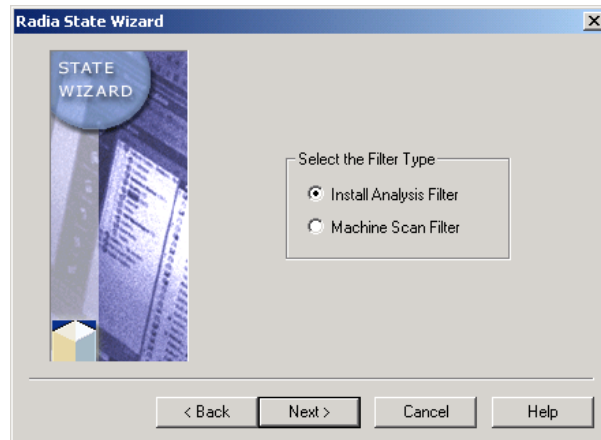 Radia State Wizard
STATE
WIZARD
Select the Filter Type
Install Analysis Filter
Machine Scan Filter
< Back
Next >
Cancel
Help